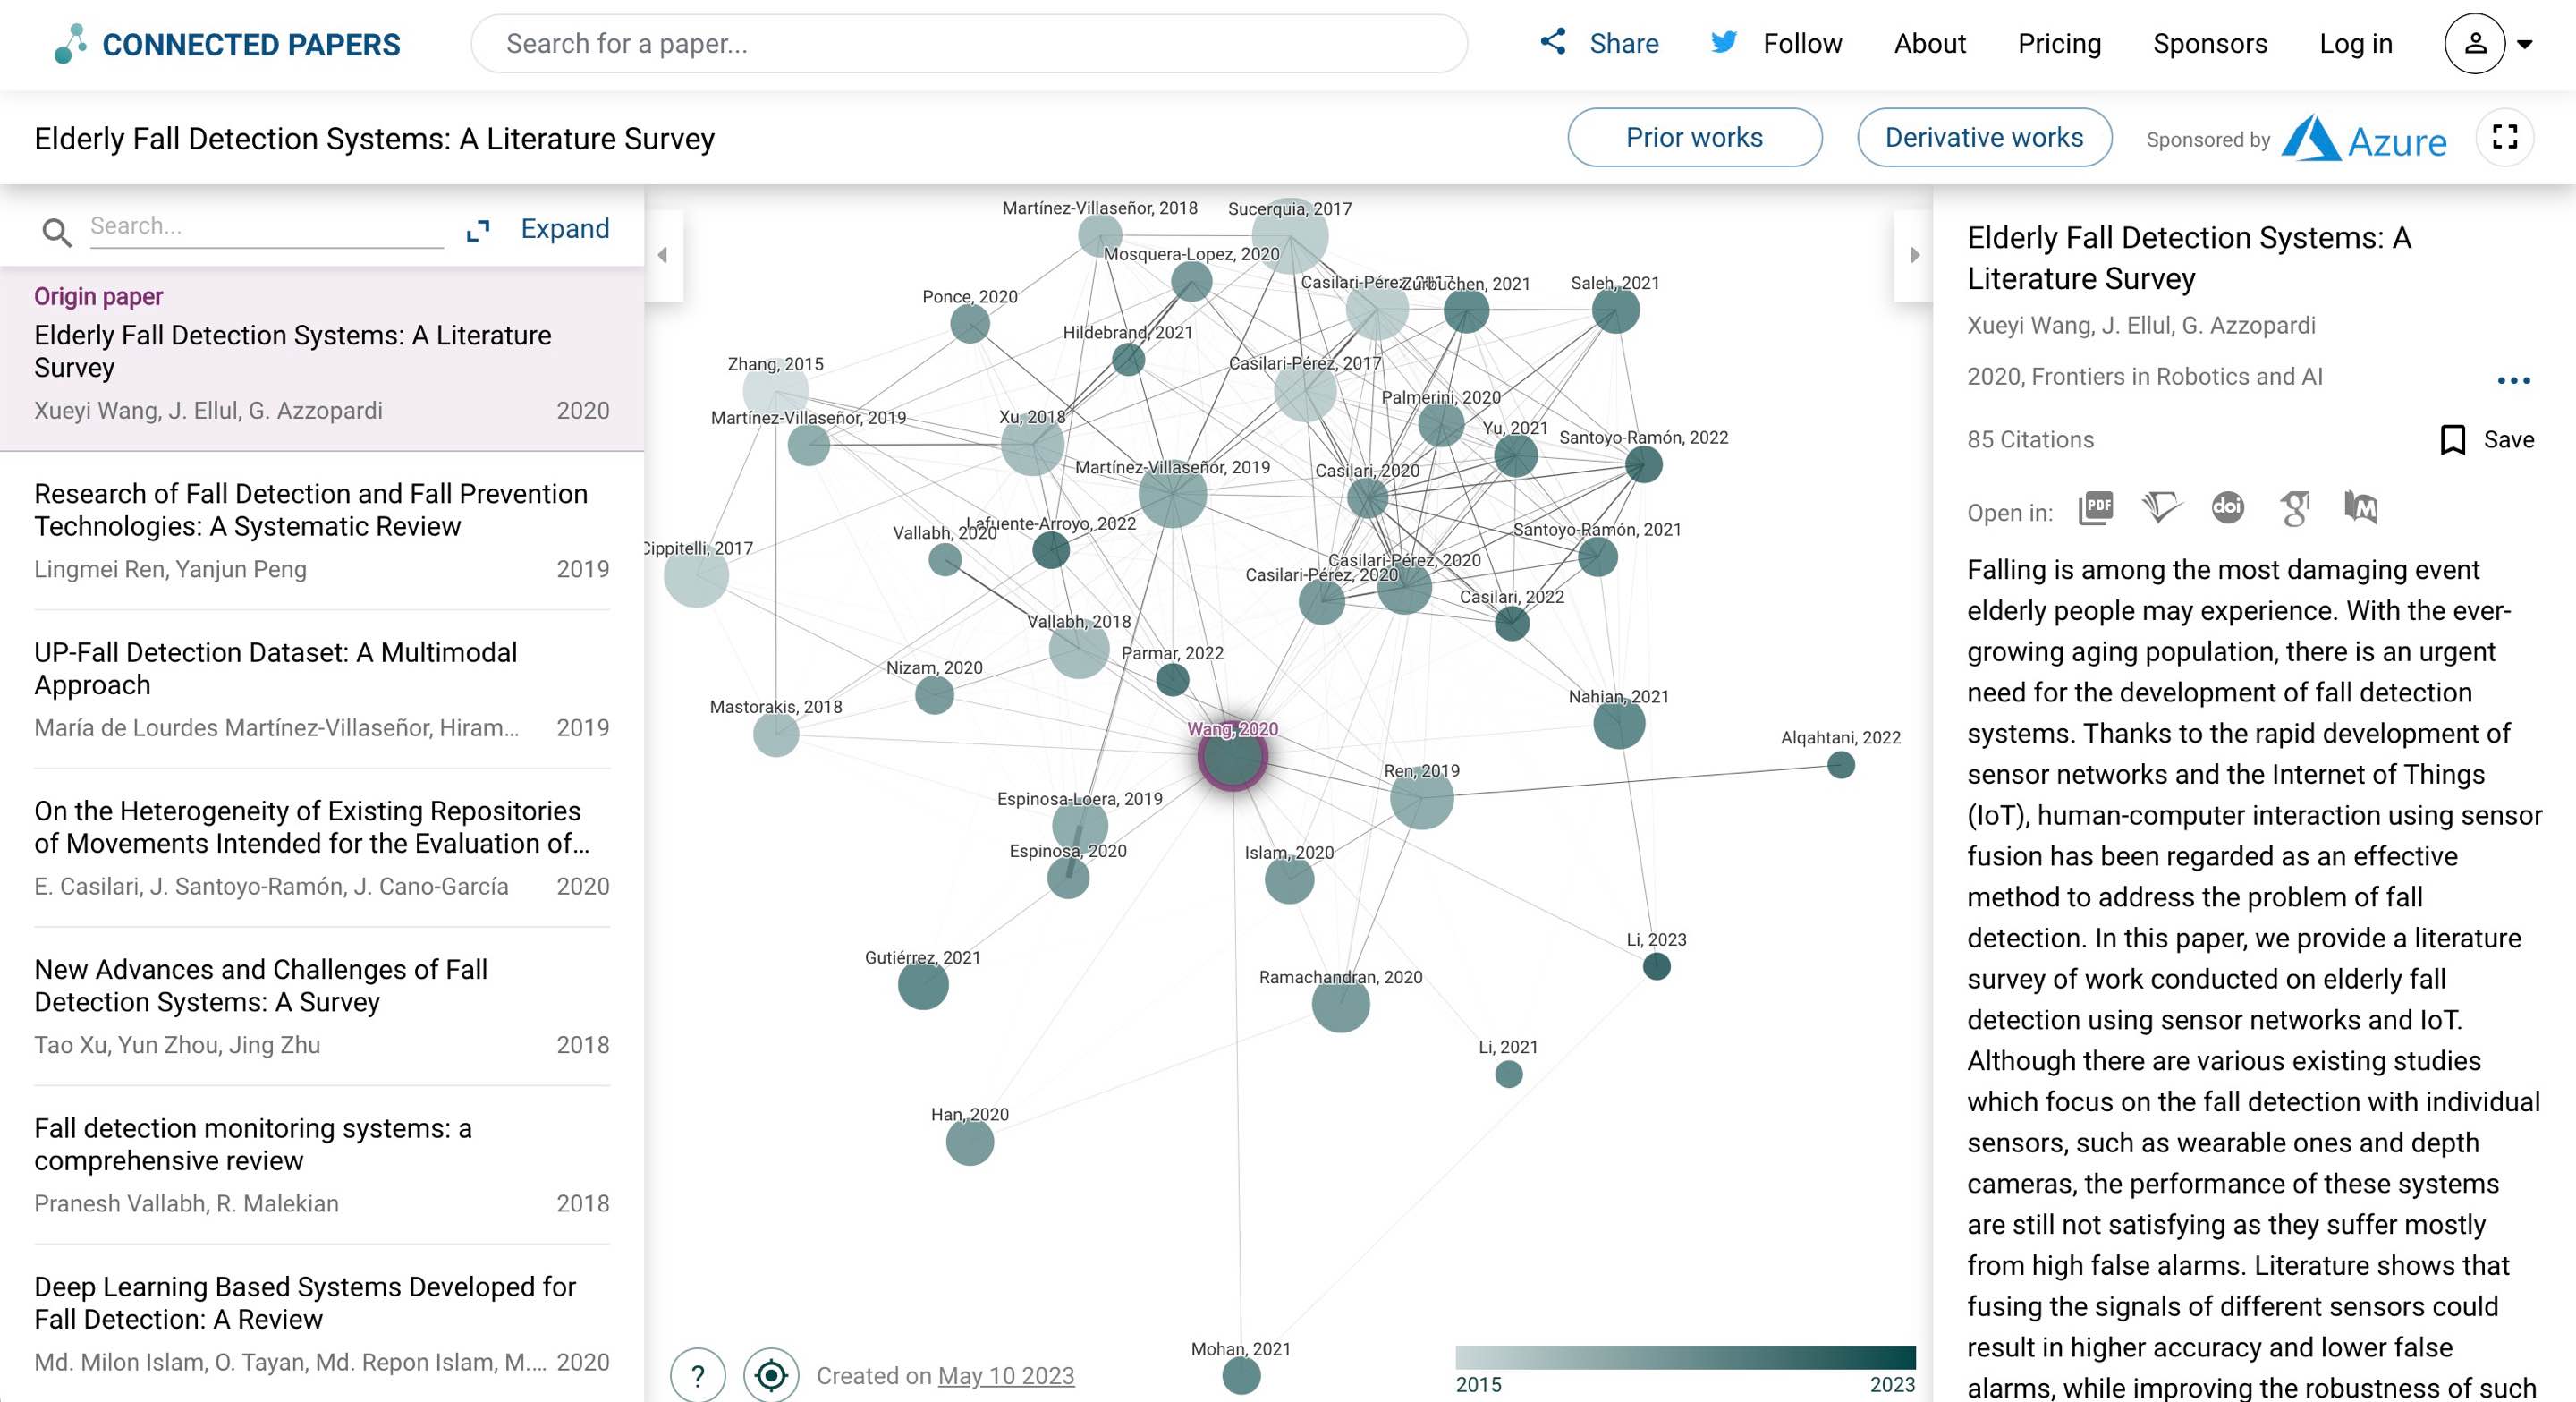 CONNECTED PAPERS
Search for a paper...
Share
Follow
About
Pricing
Sponsors
Log in
Elderly Fall Detection Systems: A Literature Survey
Prior works
Derivative works
Sponsored by
Azure
Search...
Expand
Origin paper
Elderly Fall Detection Systems: A Literature
Survey
Xueyi Wang, J. Ellul, G. Azzopardi
2020
Research of Fall Detection and Fall Prevention
Technologies: A Systematic Review
Lingmei Ren, Yanjun Peng
2019
UP-Fall Detection Dataset: A Multimodal
Approach
María de Lourdes Martínez-Villaseñor, Hiram...
2019
On the Heterogeneity of Existing Repositories
of Movements Intended for the Evaluation of...
E. Casilari, J. Santoyo-Ramón, J. Cano-García
2020
New Advances and Challenges of Fall
Detection Systems: A Survey
Tao Xu, Yun Zhou, Jing Zhu
2018
Fall detection monitoring systems: a
comprehensive review
Pranesh Vallabh, R. Malekian
2018
Deep Learning Based Systems Developed for
Fall Detection: A Review
Md. Milon Islam, O. Tayan, Md. Repon Islam, M....
2020
Martínez-Villaseñor, 2018
Sucerquia, 2017
Mosquera-Lopez, 2020
Casilari-Pérez, 2017
Zurbuchen, 2021
Saleh, 2021
Ponce, 2020
Hildebrand, 2021
Zhang, 2015
Casilari-Pérez, 2017
Palmerini, 2020
Martínez-Villaseñor, 2019
Xu, 2018
Yu, 2021
Santoyo-Ramón, 2022
Martínez-Villaseñor, 2019
Casilari, 2020
Lafuente-Arroyo, 2022
Vallabh, 2020
Santoyo-Ramón, 2021
Cippitelli, 2017
Casilari-Pérez, 2020
Casilari-Pérez, 2020
Casilari, 2022
Vallabh, 2018
Parmar, 2022
Nizam, 2020
Nahian, 2021
Mastorakis, 2018
Wang, 2020
Alqahtani, 2022
Ren, 2019
Espinosa-Loera, 2019
Espinosa, 2020
Islam, 2020
Li, 2023
Gutiérrez, 2021
Ramachandran, 2020
Li, 2021
Han, 2020
Mohan, 2021
?
Created on May 10 2023
2015
2023
Elderly Fall Detection Systems: A
Literature Survey
Xueyi Wang, J. Ellul, G. Azzopardi
2020, Frontiers in Robotics and AI
85 Citations
Save
Open in:
PDF
doi
g
M
Falling is among the most damaging event
elderly people may experience. With the ever-
growing aging population, there is an urgent
need for the development of fall detection
systems. Thanks to the rapid development of
sensor networks and the Internet of Things
(IoT), human-computer interaction using sensor
fusion has been regarded as an effective
method to address the problem of fall
detection. In this paper, we provide a literature
survey of work conducted on elderly fall
detection using sensor networks and IoT.
Although there are various existing studies
which focus on the fall detection with individual
sensors, such as wearable ones and depth
cameras, the performance of these systems
are still not satisfying as they suffer mostly
from high false alarms. Literature shows that
fusing the signals of different sensors could
result in higher accuracy and lower false
alarms, while improving the robustness of such